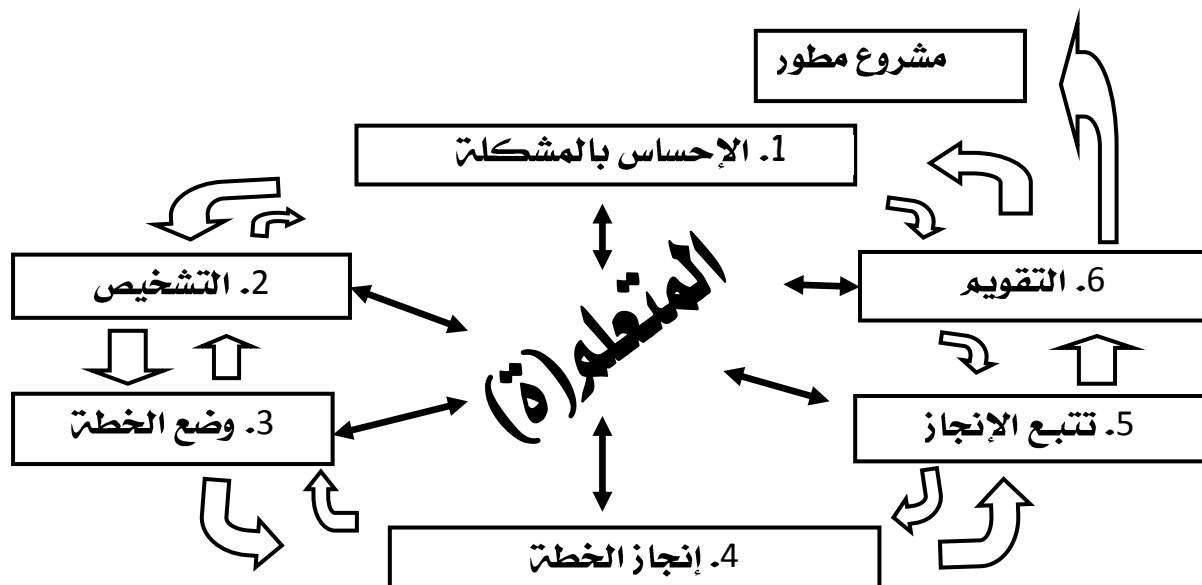 مشروع مطور
1. الإحساس بالمشكلة
2. التشخيص
6. التقويم
المتعلم(ة)
3. وضع الخطة
5. تتبع الإنجاز
4. إنجاز الخطة